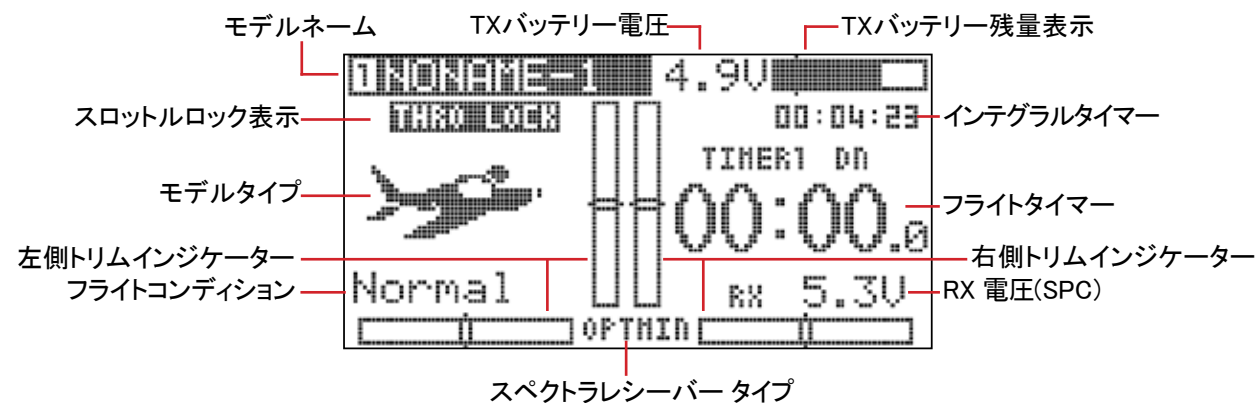 モデルネーム
TXバッテリー電圧
TXバッテリー残量表示
1 NONAME-1
4.9V
スロットルロック表示
THRO LOCK
00:04:23
インテグラルタイマー
TIMER1 DN
モデルタイプ
00:00.0
フライトタイマー
左側トリムインジケーター
右側トリムインジケーター
フライトコンディション
Normal
RX 5.3V
RX 電圧(SPC)
OPTMIN
スペクトラレシーバー タイプ